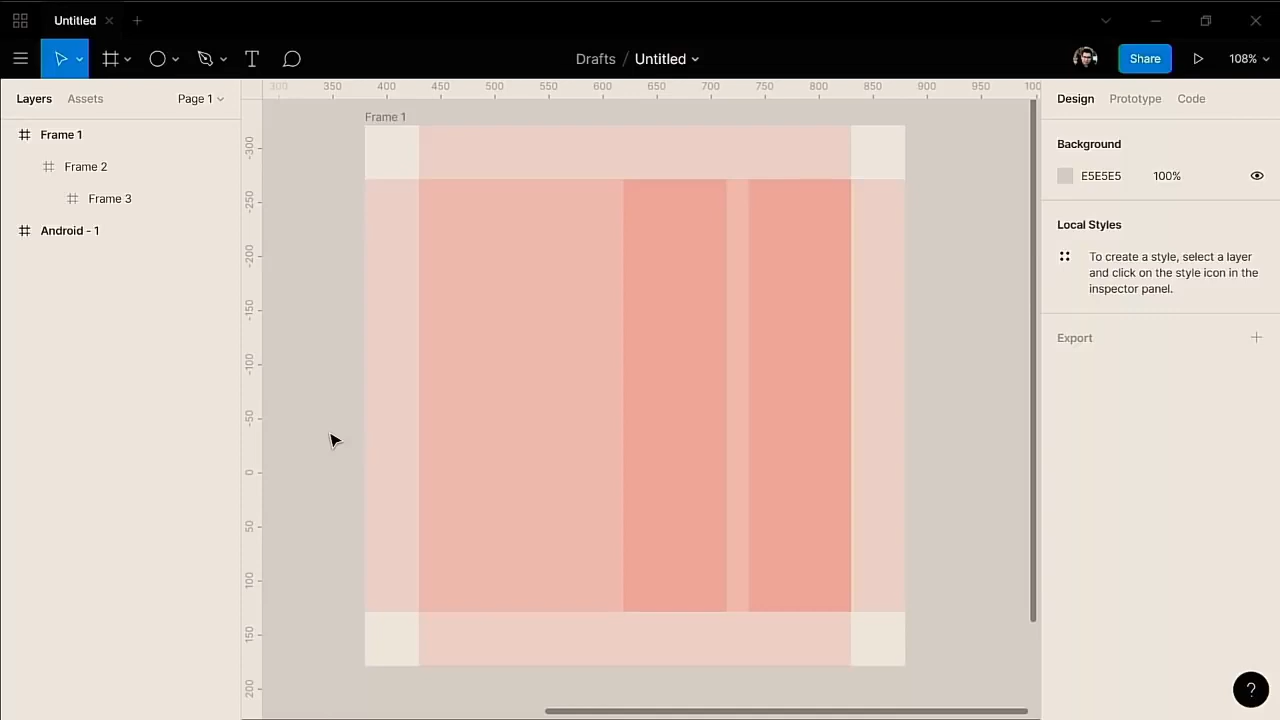 Untitled
Drafts / Untitled
Share
108%
Layers
Assets
Page 1
Frame 1
Frame 2
Frame 3
Android - 1
300 350 400 450 500 550 600 650 700 750 800 850 900 950 1000
-300
-250
-200
-150
-100
-50
0
50
100
150
200
Frame 1
Design
Prototype
Code
Background
E5E5E5
100%
Local Styles
To create a style, select a layer
and click on the style icon in the
inspector panel.
Export
?